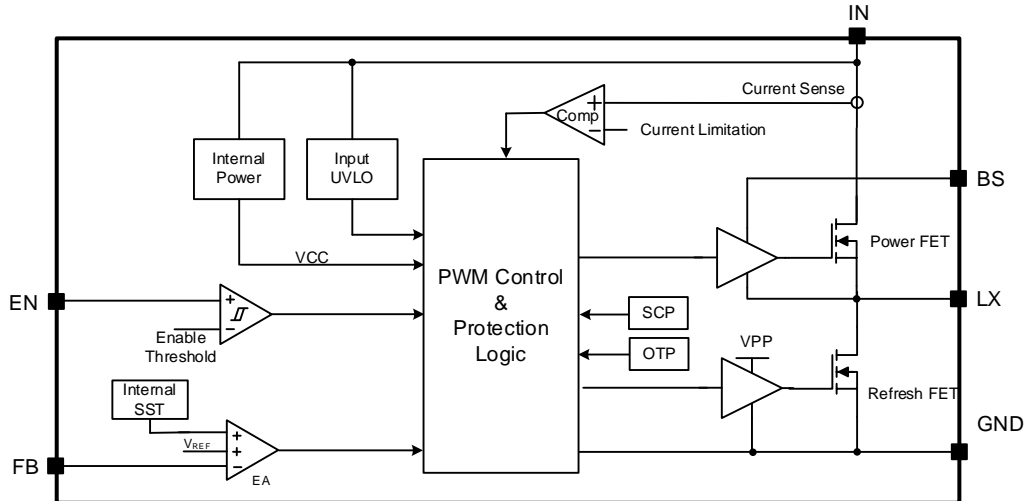 IN
Current Sense
+
Comp
−
Current Limitation
Internal
Power
Input
UVLO
BS
Power FET
VCC
PWM Control
&
Protection
Logic
EN
+
−
Enable
Threshold
LX
SCP
OTP
VPP
Refresh FET
Internal
SST
+
VREF
+
−
EA
FB
GND